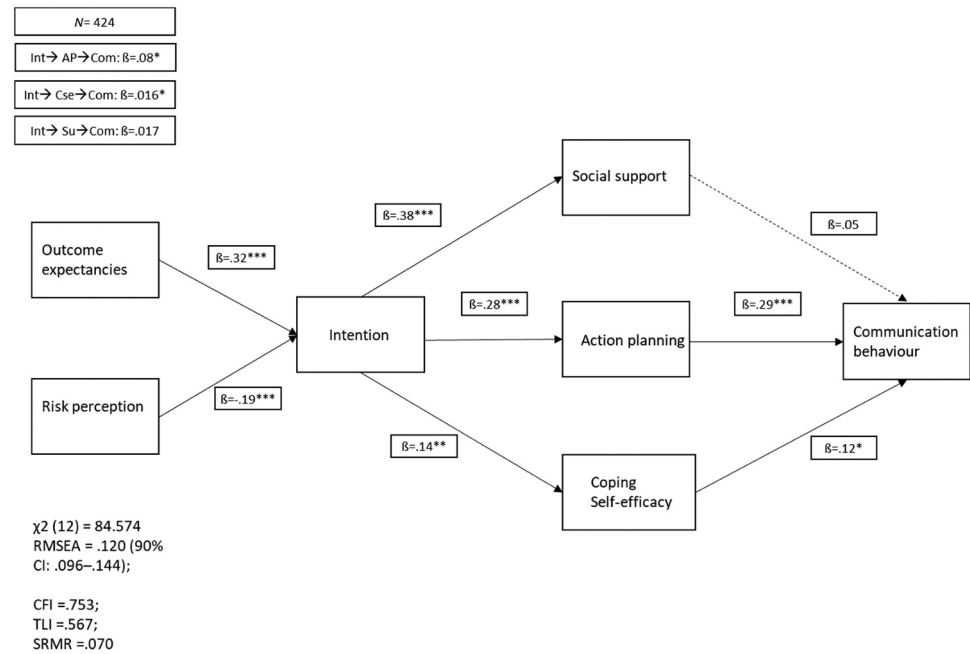 N= 424
Int→ AP→Com: ß=.08*
Int→ Cse→Com: ß=.016*
Int→ Su→Com: ß=.017
Social support
ß=.38***
ß=.05
Outcome
expectancies
ß=.32***
ß=.28***
ß=.29***
Intention
Action planning
Communication
behaviour
Risk perception
ß=-.19***
ß=.14**
ß=.12*
Coping
Self-efficacy
χ2 (12) = 84.574
RMSEA = .120 (90%
CI: .096–.144);
CFI =.753;
TLI =.567;
SRMR =.070